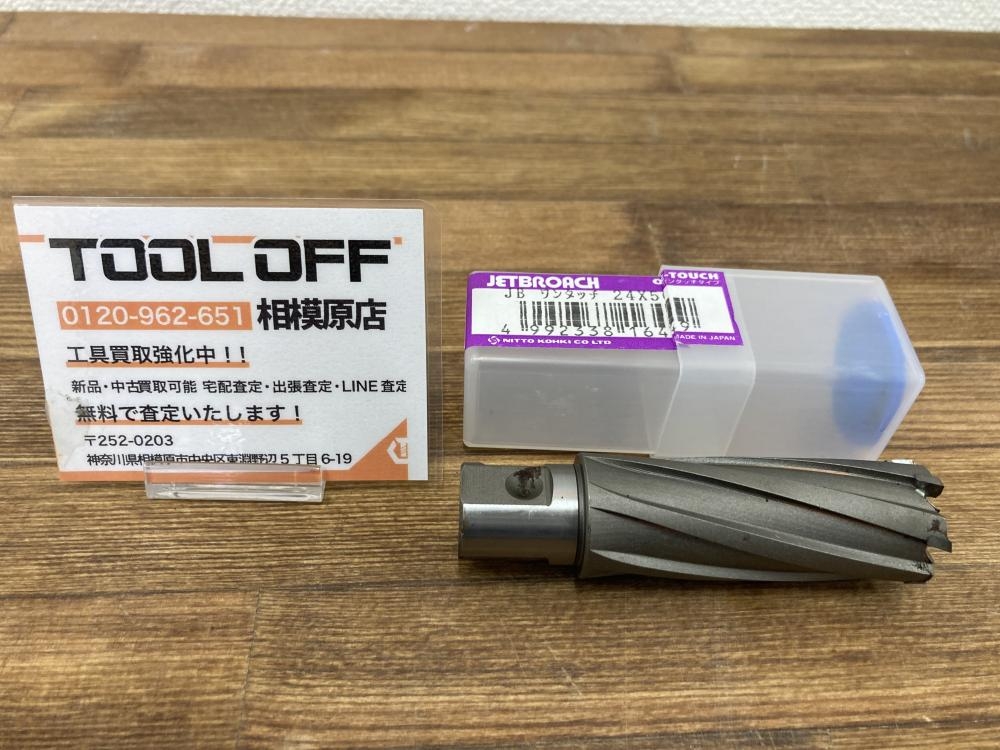 TOOL OFF
0120-962-651 相模原店
工具買取強化中！！
新品・中古買取可能 宅配査定・出張査定・LINE査定
無料で査定いたします！
〒252-0203
神奈川県相模原市中央区東淵野辺5丁目6-19
JETBROACH
JB ワンタッチ 24X50
4 992338 164
NITTO KOHKI CO LTD
-TOUCH
ワンタッチタイプ
MADE IN JAPAN